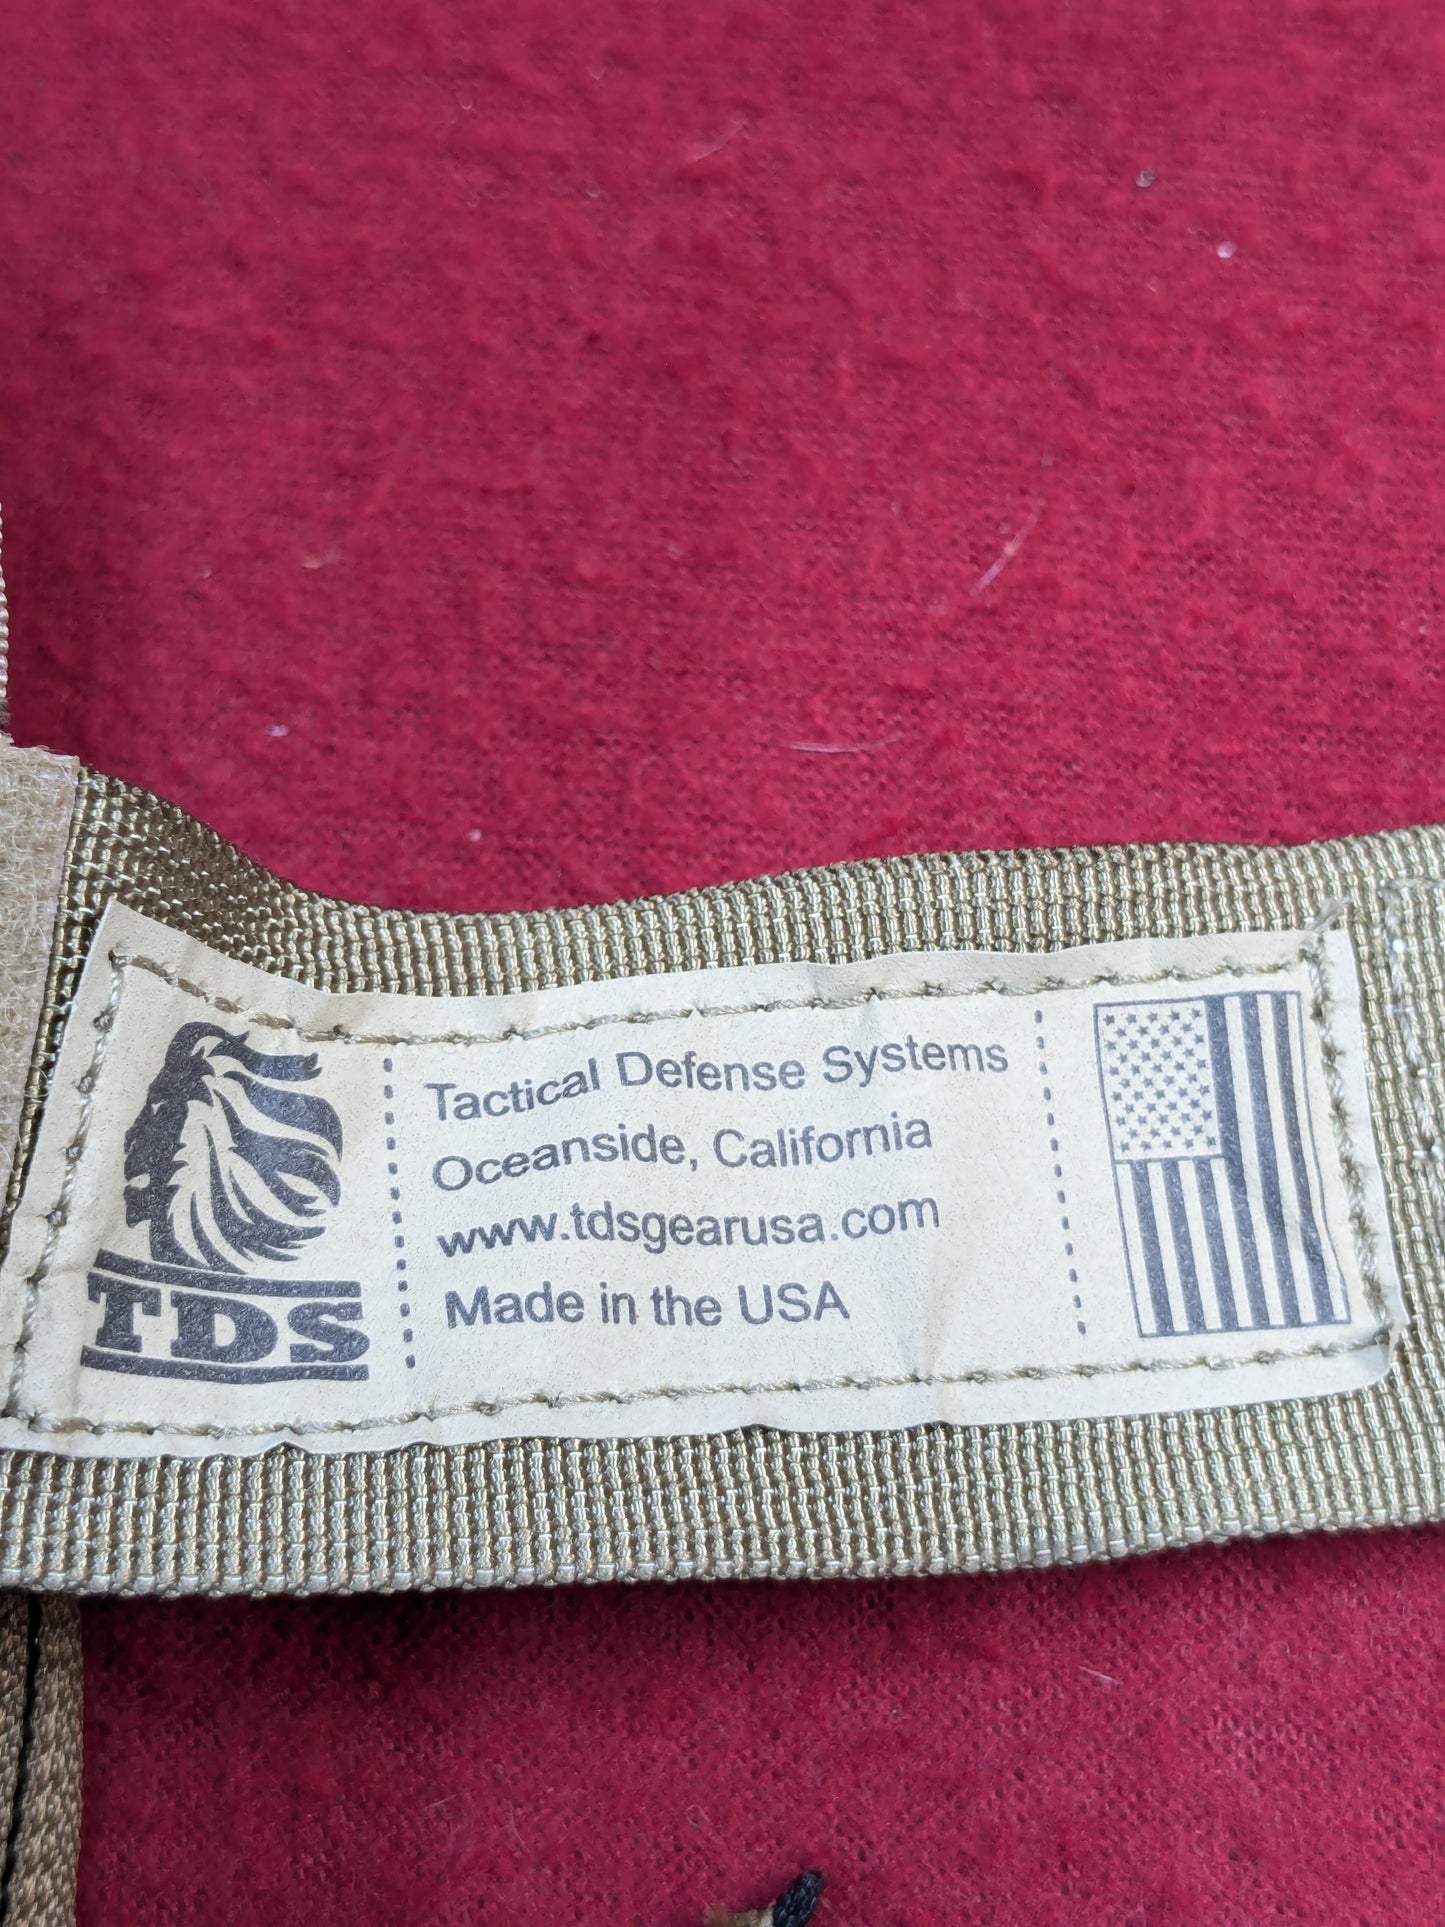 TDS
Tactical Defense Systems
Oceanside, California
www.tdsgearusa.com
Made in the USA